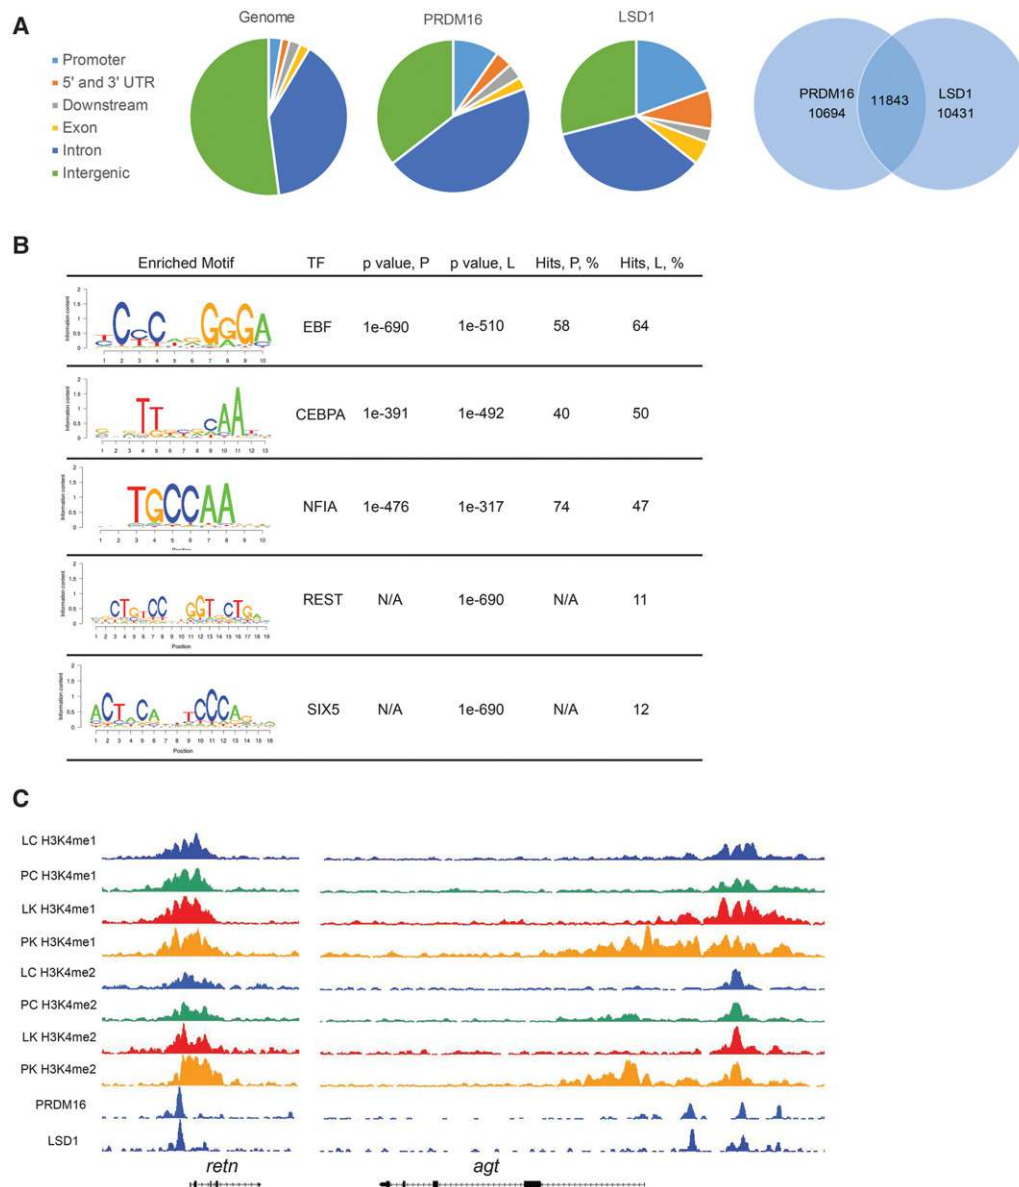 A
Genome
PRDM16
LSD1
Promoter
5' and 3' UTR
Downstream
Exon
Intron
Intergenic
PRDM16
10694
11843
LSD1
10431
B
Enriched Motif TF p value, P p value, L Hits, P, % Hits, L, %
EBF 1e-690 1e-510 58 64
CEBPA 1e-391 1e-492 40 50
NFIA 1e-476 1e-317 74 47
REST N/A 1e-690 N/A 11
Position
SIX5 N/A 1e-690 N/A 12
Position
C
LC H3K4me1
PC H3K4me1
LK H3K4me1
PK H3K4me1
LC H3K4me2
PC H3K4me2
LK H3K4me2
PK H3K4me2
PRDM16
LSD1
retn agt